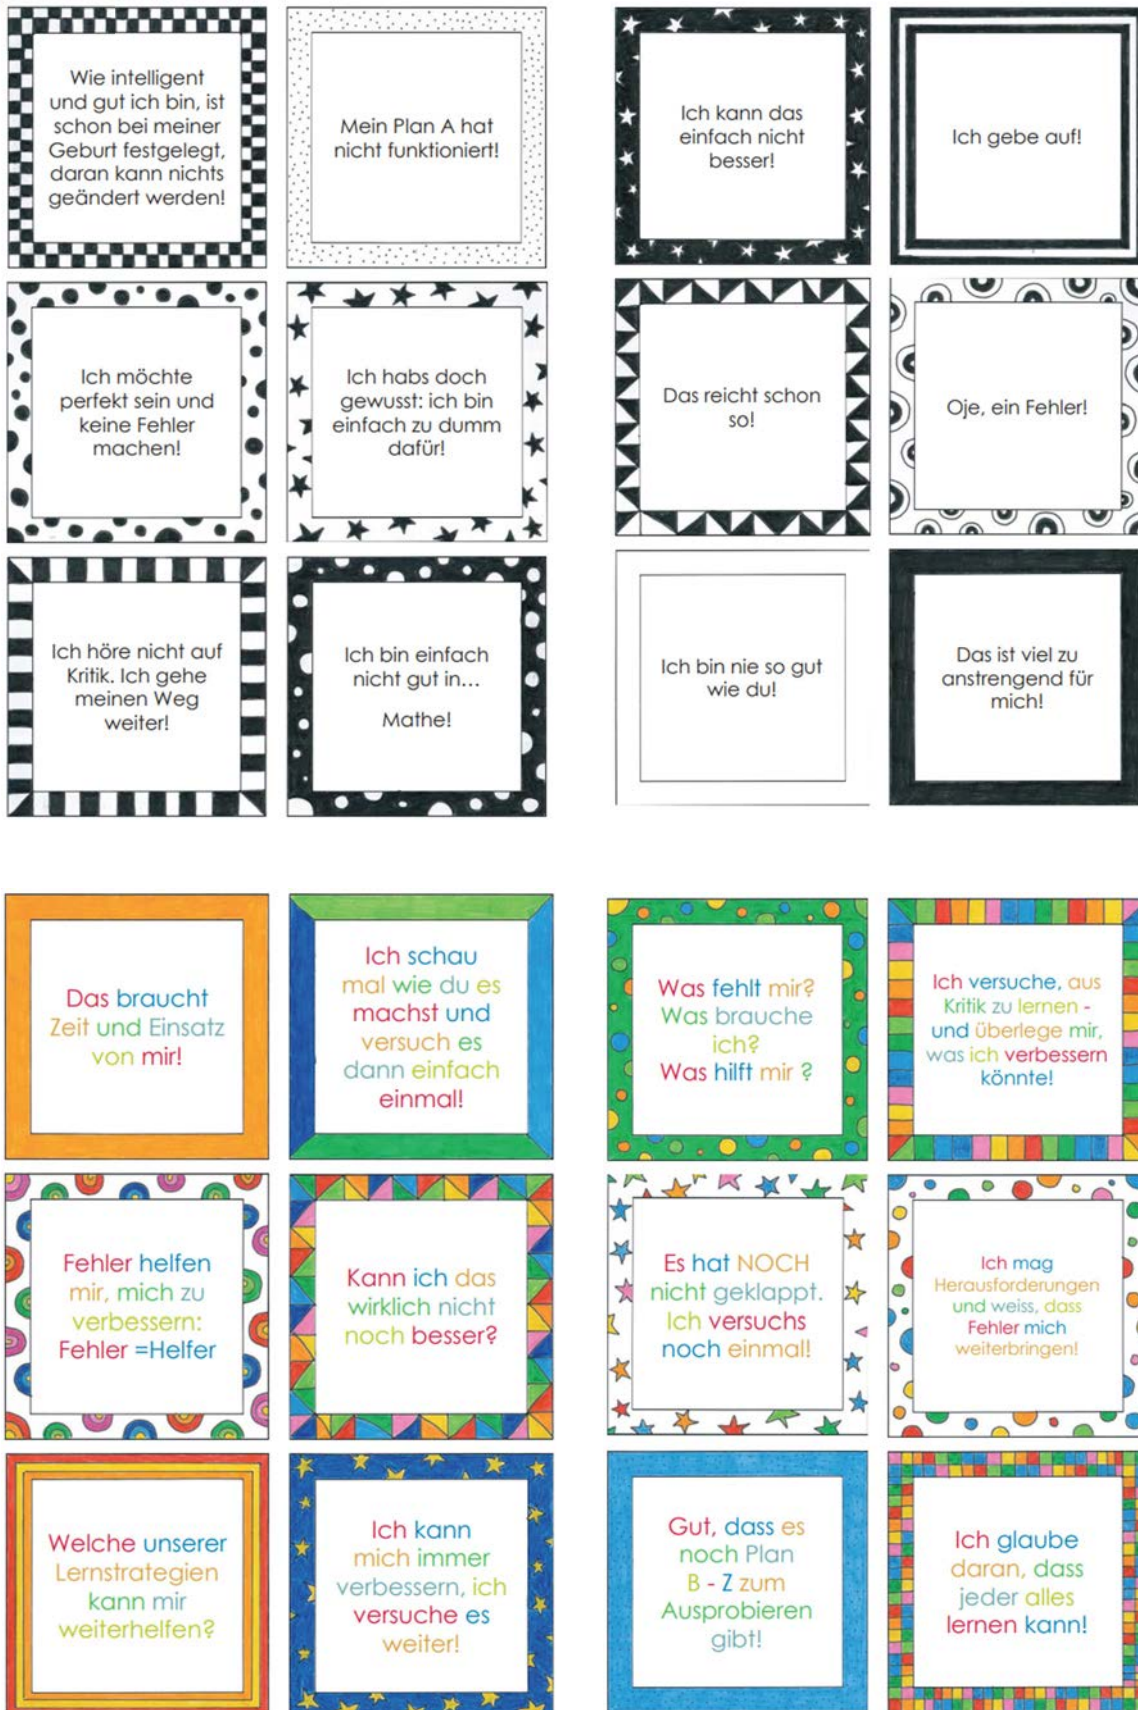 Wie intelligent
und gut ich bin, ist
schon bei meiner
Geburt festgelegt,
daran kann nichts
geändert werden!
Mein Plan A hat
nicht funktioniert!
Ich kann das
einfach nicht
besser!
Ich gebe auf!
Ich möchte
perfekt sein und
keine Fehler
machen!
Ich habs doch
gewusst: ich bin
einfach zu dumm
dafür!
Das reicht schon
so!
Oje, ein Fehler!
Ich höre nicht auf
Kritik. Ich gehe
meinen Weg
weiter!
Ich bin einfach
nicht gut in...
Mathe!
Ich bin nie so gut
wie du!
Das ist viel zu
anstrengend für
mich!
Das braucht
Zeit und Einsatz
von mir!
Ich schau
mal wie du es
machst und
versuch es
dann einfach
einmal!
Was fehlt mir?
Was brauche
ich?
Was hilft mir ?
Ich versuche, aus
Kritik zu lernen -
und überlege mir,
was ich verbessern
könnte!
Fehler helfen
mir, mich zu
verbessern:
Fehler =Helfer
Kann ich das
wirklich nicht
noch besser?
Es hat NOCH
nicht geklappt.
Ich versuchs
noch einmal!
Ich mag
Herausforderungen
und weiss, dass
Fehler mich
weiterbringen!
Welche unserer
Lernstrategien
kann mir
weiterhelfen?
Ich kann
mich immer
verbessern, ich
versuche es
weiter!
Gut, dass es
noch Plan
B - Z zum
Ausprobieren
gibt!
Ich glaube
daran, dass
jeder alles
lernen kann!